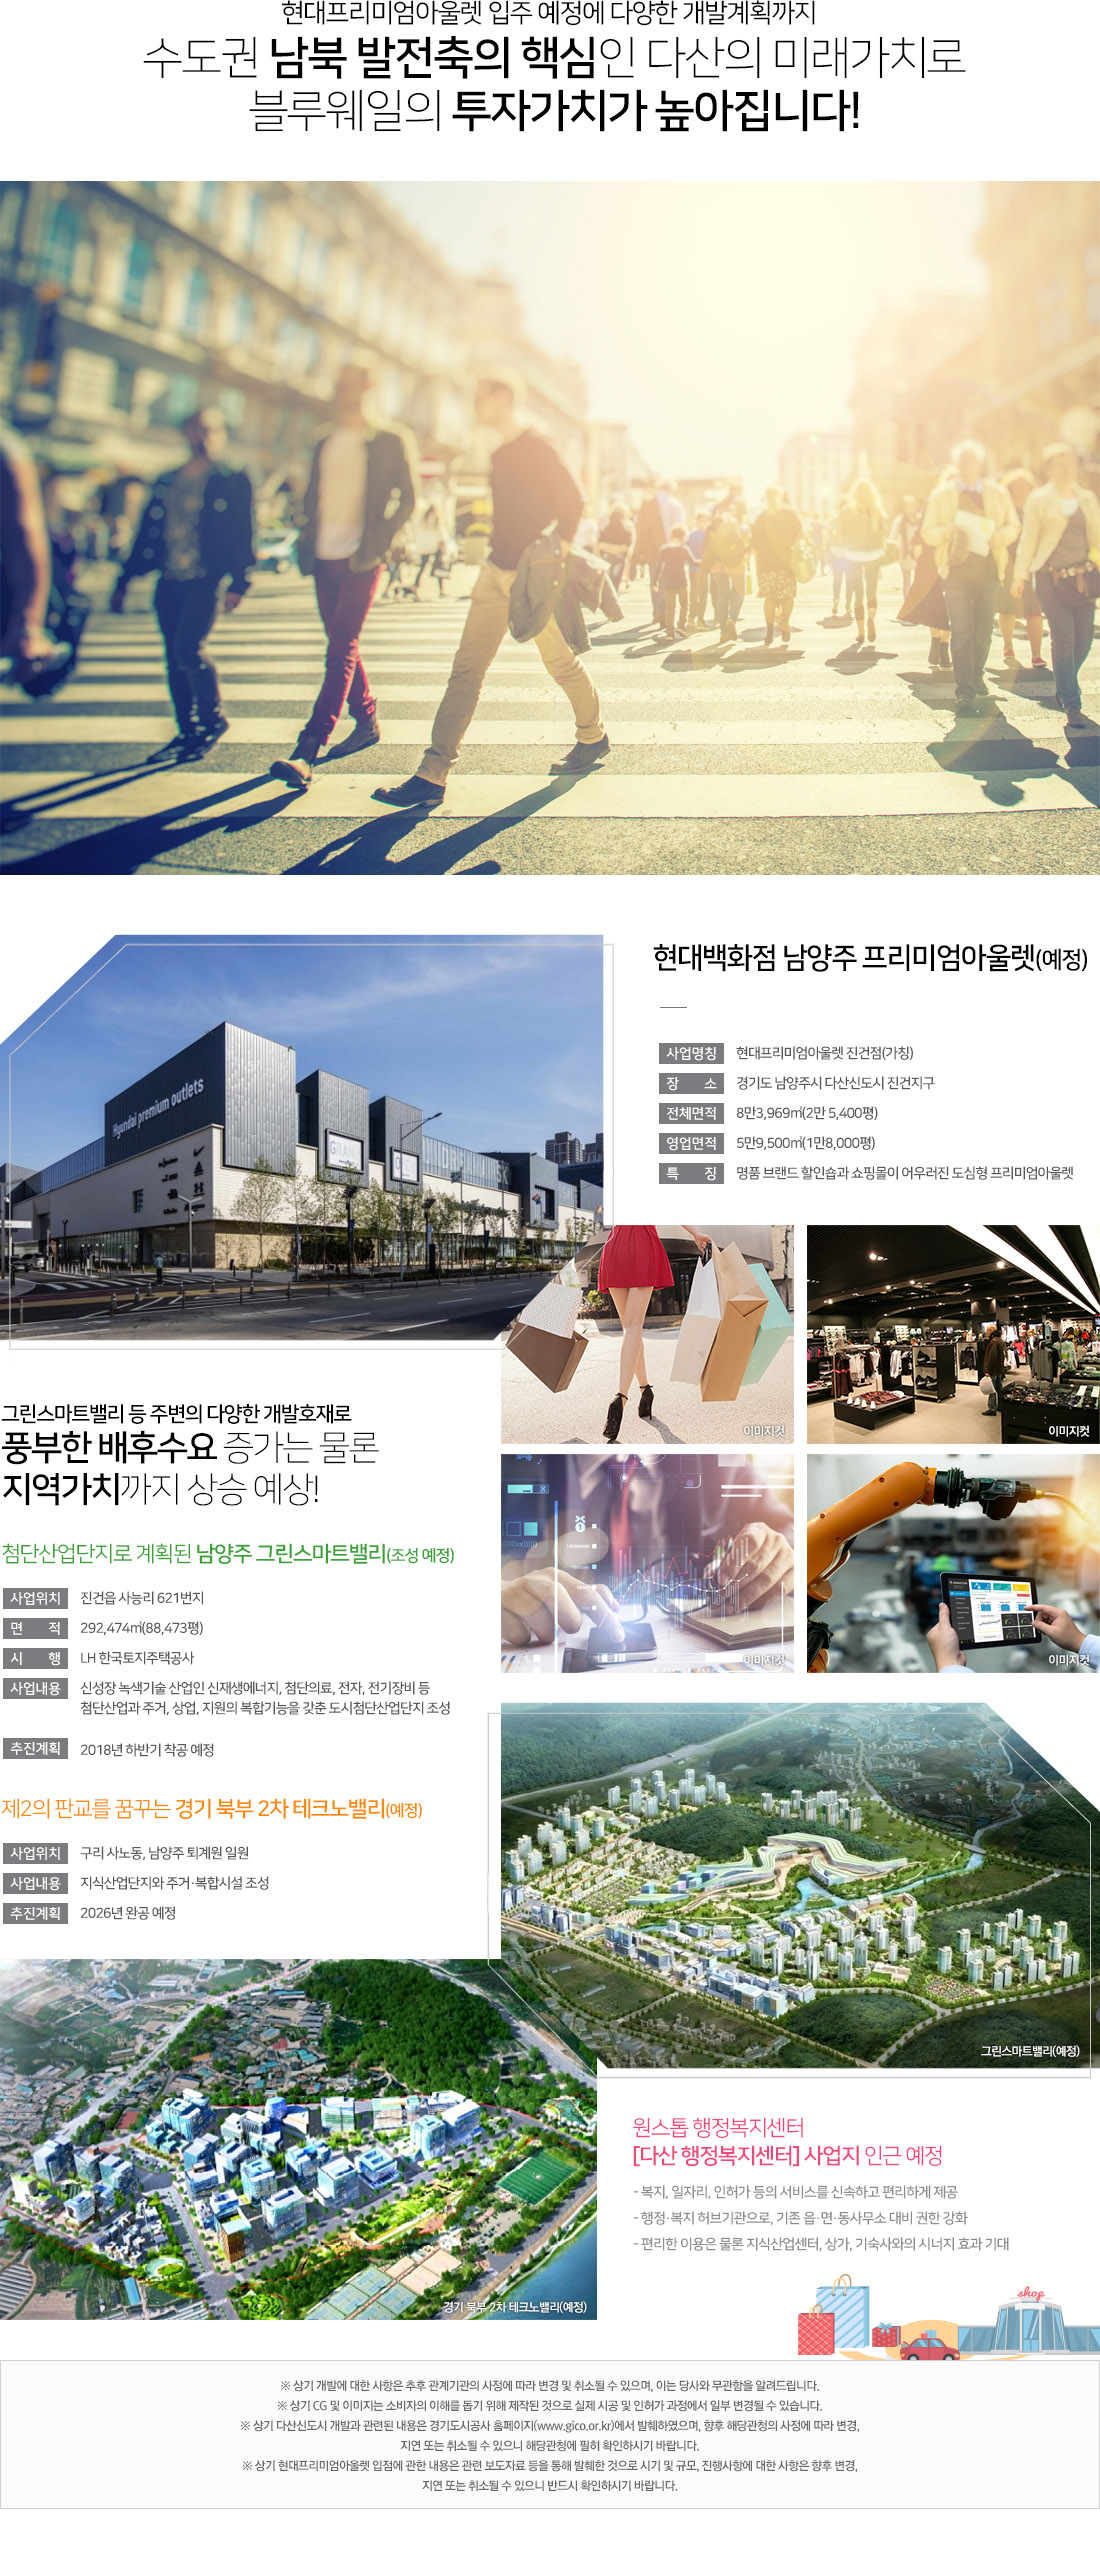 현대프리미엄아울렛 입주 예정에 다양한 개발계획까지
수도권 남북 발전축의 핵심인 다산의 미래가치로
블루웨일의 투자가치가 높아집니다!
Hyundai premium outlets
현대백화점 남양주 프리미엄아울렛(예정)
사업명칭 현대프리미엄아울렛 진건점(가칭)
장 소 경기도 남양주시 다산신도시 진건지구
전체면적 8만3,969㎡(2만 5,400평)
영업면적 5만9,500㎡(1만8,000평)
특 징 명품 브랜드 할인숍과 쇼핑몰이 어우러진 도심형 프리미엄아울렛
이미지컷
이미지컷
그린스마트밸리 등 주변의 다양한 개발호재로
풍부한 배후수요 증가는 물론
지역가치까지 상승 예상!
이미지컷
이미지컷
첨단산업단지로 계획된 남양주 그린스마트밸리(조성 예정)
사업위치 진건읍 사능리 621번지
면 적 292,474㎡(88,473평)
시 행 LH 한국토지주택공사
사업내용 신성장 녹색기술 산업인 신재생에너지, 첨단의료, 전자, 전기장비 등
첨단산업과 주거, 상업, 지원의 복합기능을 갖춘 도시첨단산업단지 조성
추진계획 2018년 하반기 착공 예정
제2의 판교를 꿈꾸는 경기 북부 2차 테크노밸리(예정)
사업위치 구리 사노동, 남양주 퇴계원 일원
사업내용 지식산업단지와 주거·복합시설 조성
추진계획 2026년 완공 예정
그린스마트밸리(예정)
경기 북부 2차 테크노밸리(예정)
원스톱 행정복지센터
[다산 행정복지센터] 사업지 인근 예정
- 복지, 일자리, 인허가 등의 서비스를 신속하고 편리하게 제공
- 행정·복지 허브기관으로, 기존 읍·면·동사무소 대비 권한 강화
- 편리한 이용은 물론 지식산업센터, 상가, 기숙사와의 시너지 효과 기대
shop
※ 상기 개발에 대한 사항은 추후 관계기관의 사정에 따라 변경 및 취소될 수 있으며, 이는 당사와 무관함을 알려드립니다.
※ 상기 CG 및 이미지는 소비자의 이해를 돕기 위해 제작된 것으로 실제 시공 및 인허가 과정에서 일부 변경될 수 있습니다.
※ 상기 다산신도시 개발과 관련된 내용은 경기도시공사 홈페이지(www.gico.or.kr)에서 발췌하였으며, 향후 해당관청의 사정에 따라 변경,
지연 또는 취소될 수 있으니 해당관청에 필히 확인하시기 바랍니다.
※ 상기 현대프리미엄아울렛 입점에 관한 내용은 관련 보도자료 등을 통해 발췌한 것으로 시기 및 규모, 진행사항에 대한 사항은 향후 변경,
지연 또는 취소될 수 있으니 반드시 확인하시기 바랍니다.